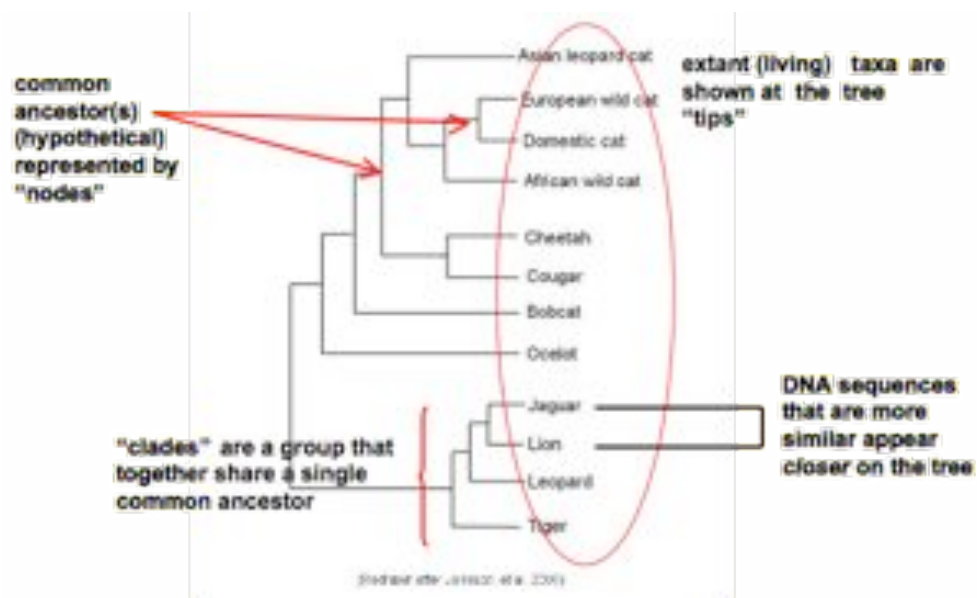 common
ancestor(s)
(hypothetical)
represented by
"nodes"
Asian leopard cat
European wild cat
Domestic cat
African wild cat
Cheetah
Cougar
Bobcat
Ocelot
Jaguar
Lion
Leopard
Tiger
extant (living) taxa are
shown at the tree
"tips"
"clades" are a group that
together share a single
common ancestor
DNA sequences
that are more
similar appear
closer on the tree